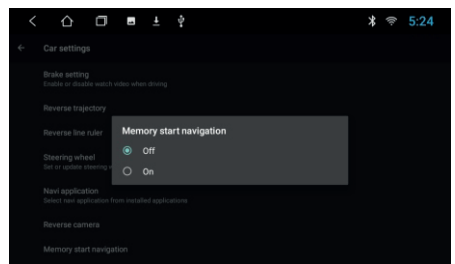 5:24
Car settings
Brake setting
Enable or disable watch video when driving
Reverse trajectory
Reverse line ruler
Memory start navigation
Off
On
Steering wheel
Set or update steering
Navi application
Select navi application from installed applications
Reverse camera
Memory start navigation